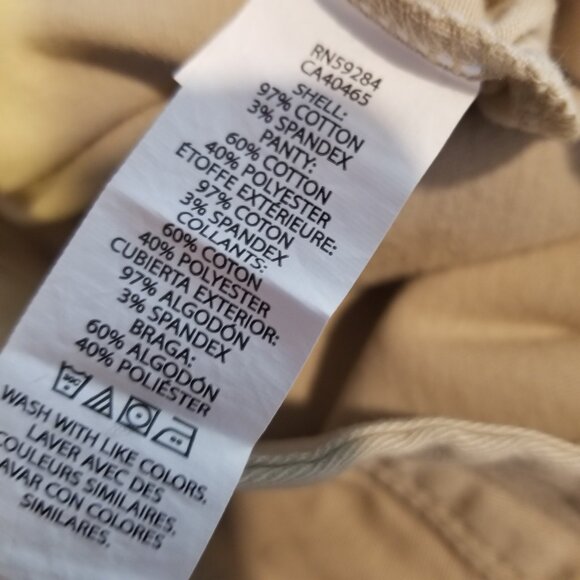 RN59284
CA40465
SHELL:
97% COTTON
3% SPANDEX
PANTY:
60% COTTON
40% POLYESTER
ÉTOFFE EXTÉRIEURE:
97% COTON
3% SPANDEX
COLLANTS:
60% COTON
40% POLYESTER
CUBIERTA EXTERIOR:
97% ALGODÓN
3% SPANDEX
BRAGA:
60% ALGODÓN
40% POLIÉSTER
WASH WITH LIKE COLORS.
LAVER AVEC DES
COULEURS SIMILAIRES.
AVAR CON COLORES
SIMILARES.